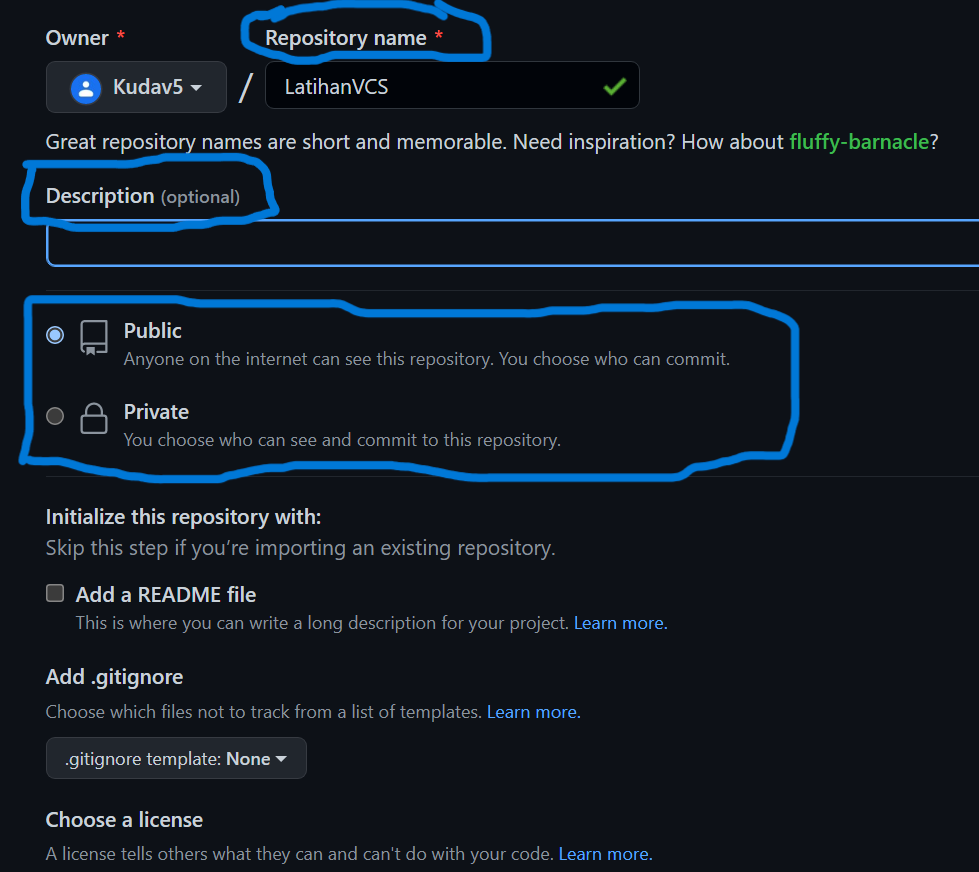 Owner * Repository name *
Kudav5 / LatihanVCS
Great repository names are short and memorable. Need inspiration? How about fluffy-barnacle?
Description (optional)
Public
Anyone on the internet can see this repository. You choose who can commit.
Private
You choose who can see and commit to this repository.
Initialize this repository with:
Skip this step if you’re importing an existing repository.
Add a README file
This is where you can write a long description for your project. Learn more.
Add .gitignore
Choose which files not to track from a list of templates. Learn more.
.gitignore template: None
Choose a license
A license tells others what they can and can't do with your code. Learn more.